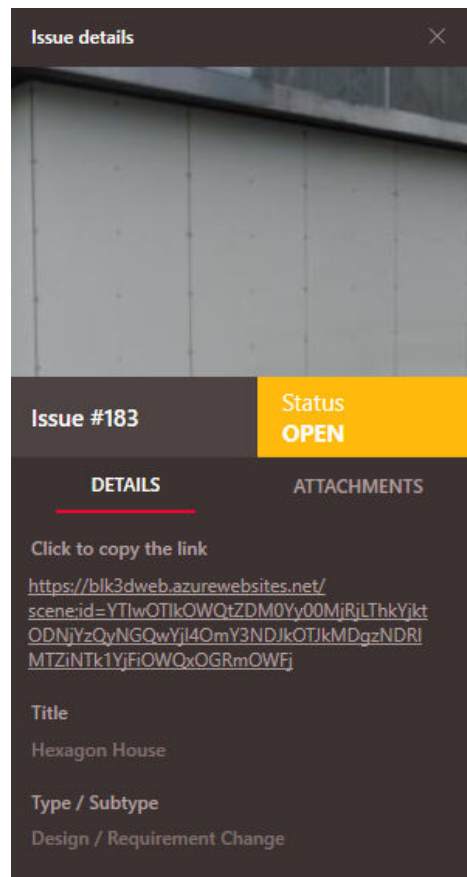 Issue details
Issue #183
Status
OPEN
DETAILS
ATTACHMENTS
Click to copy the link
https://blk3dweb.azurewebsites.net/
scene;id=YTIwOTlkOWQtZDM0Yy00MjRjLThkYjkt
ODNjYzQyNGQwYjI4OmY3NDJkOTJkMDgzNDRl
MTZiNTk1YjFiOWQxOGRmOWFj
Title
Hexagon House
Type / Subtype
Design / Requirement Change